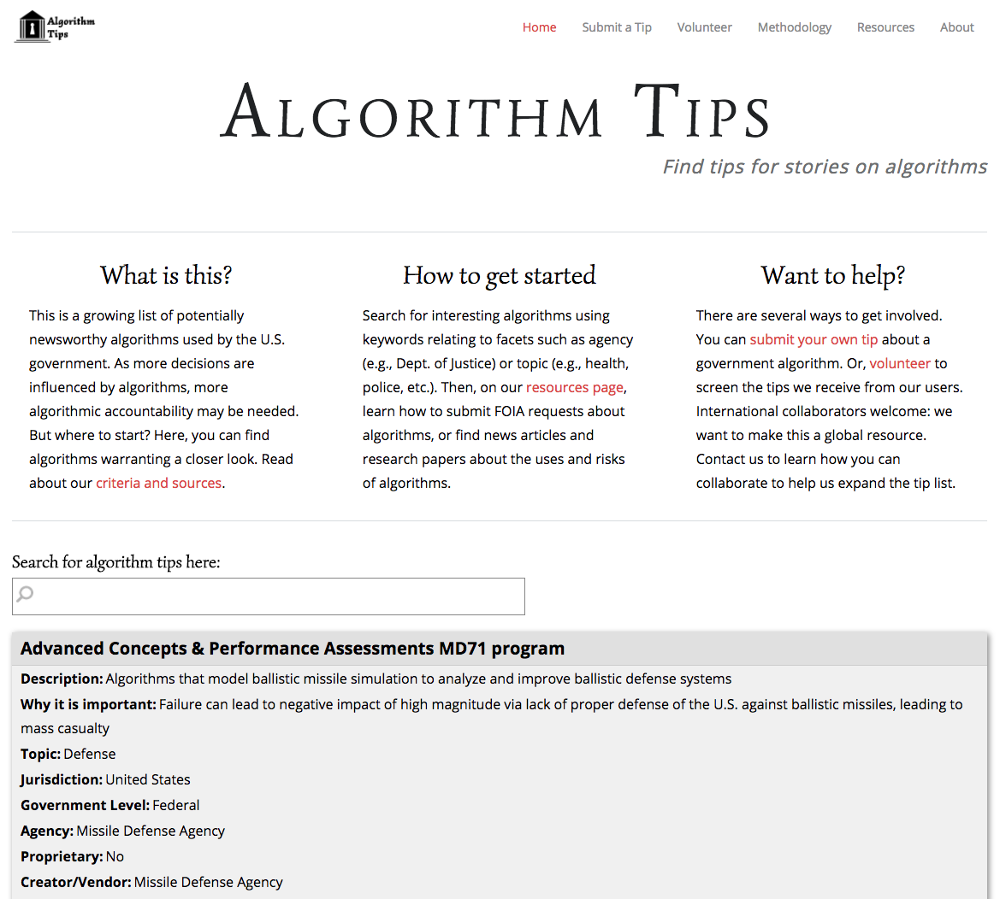 Algorithm
Tips
Home Submit a Tip Volunteer Methodology Resources About
Algorithm Tips
Find tips for stories on algorithms
What is this?
This is a growing list of potentially
newsworthy algorithms used by the U.S.
government. As more decisions are
influenced by algorithms, more
algorithmic accountability may be needed.
But where to start? Here, you can find
algorithms warranting a closer look. Read
about our criteria and sources.
How to get started
Search for interesting algorithms using
keywords relating to facets such as agency
(e.g., Dept. of Justice) or topic (e.g., health,
police, etc.). Then, on our resources page,
learn how to submit FOIA requests about
algorithms, or find news articles and
research papers about the uses and risks
of algorithms.
Want to help?
There are several ways to get involved.
You can submit your own tip about a
government algorithm. Or, volunteer to
screen the tips we receive from our users.
International collaborators welcome: we
want to make this a global resource.
Contact us to learn how you can
collaborate to help us expand the tip list.
Search for algorithm tips here:
Advanced Concepts & Performance Assessments MD71 program
Description: Algorithms that model ballistic missile simulation to analyze and improve ballistic defense systems
Why it is important: Failure can lead to negative impact of high magnitude via lack of proper defense of the U.S. against ballistic missiles, leading to
mass casualty
Topic: Defense
Jurisdiction: United States
Government Level: Federal
Agency: Missile Defense Agency
Proprietary: No
Creator/Vendor: Missile Defense Agency